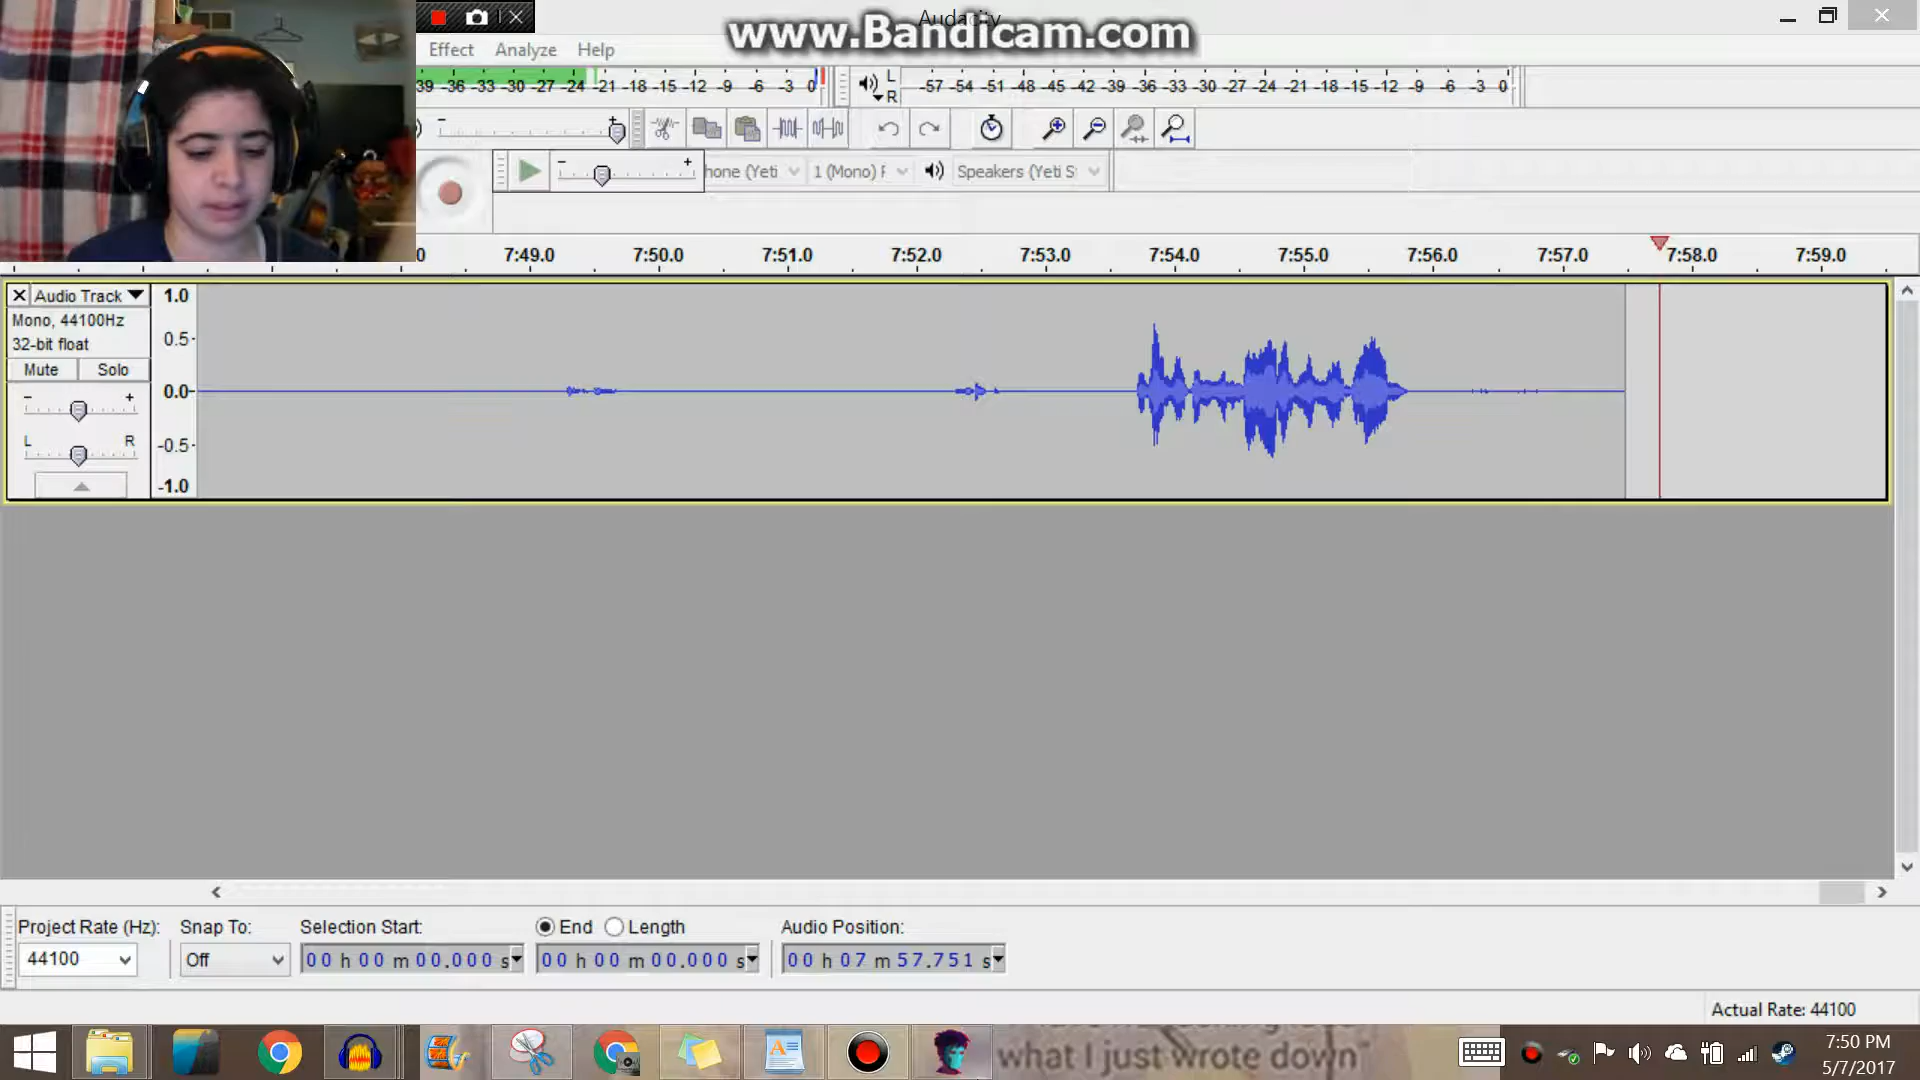 Audacity
www.Bandicam.com
Effect Analyze Help
39 -36 -33 -30 -27 -24 -21 -18 -15 -12 -9 -6 -3 0
L
R
-57 -54 -51 -48 -45 -42 -39 -36 -33 -30 -27 -24 -21 -18 -15 -12 -9 -6 -3 0
hone (Yeti 1 (Mono) F Speakers (Yeti S
7:49.0 7:50.0 7:51.0 7:52.0 7:53.0 7:54.0 7:55.0 7:56.0 7:57.0 7:58.0 7:59.0
Audio Track
Mono, 44100Hz
32-bit float
Mute Solo
- +
L R
1.0
0.5
0.0
-0.5
-1.0
Project Rate (Hz): Snap To: Selection Start: End Length Audio Position:
44100 Off 00 h 00 m 00.000 s 00 h 00 m 00.000 s 00 h 07 m 57.751 s
Actual Rate: 44100
what I just wrote down"
7:50 PM
5/7/2017